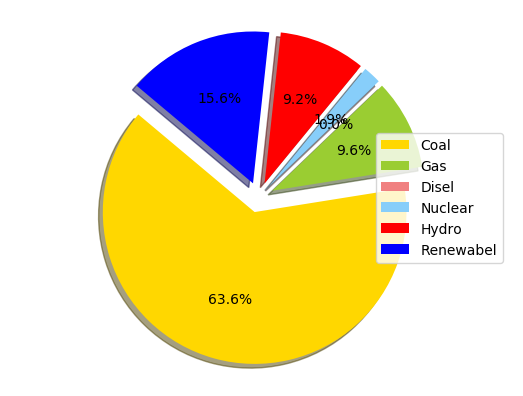 15.6%
9.2%
1.9%
0.0%
9.6%
63.6%
Coal
Gas
Disel
Nuclear
Hydro
Renewabel